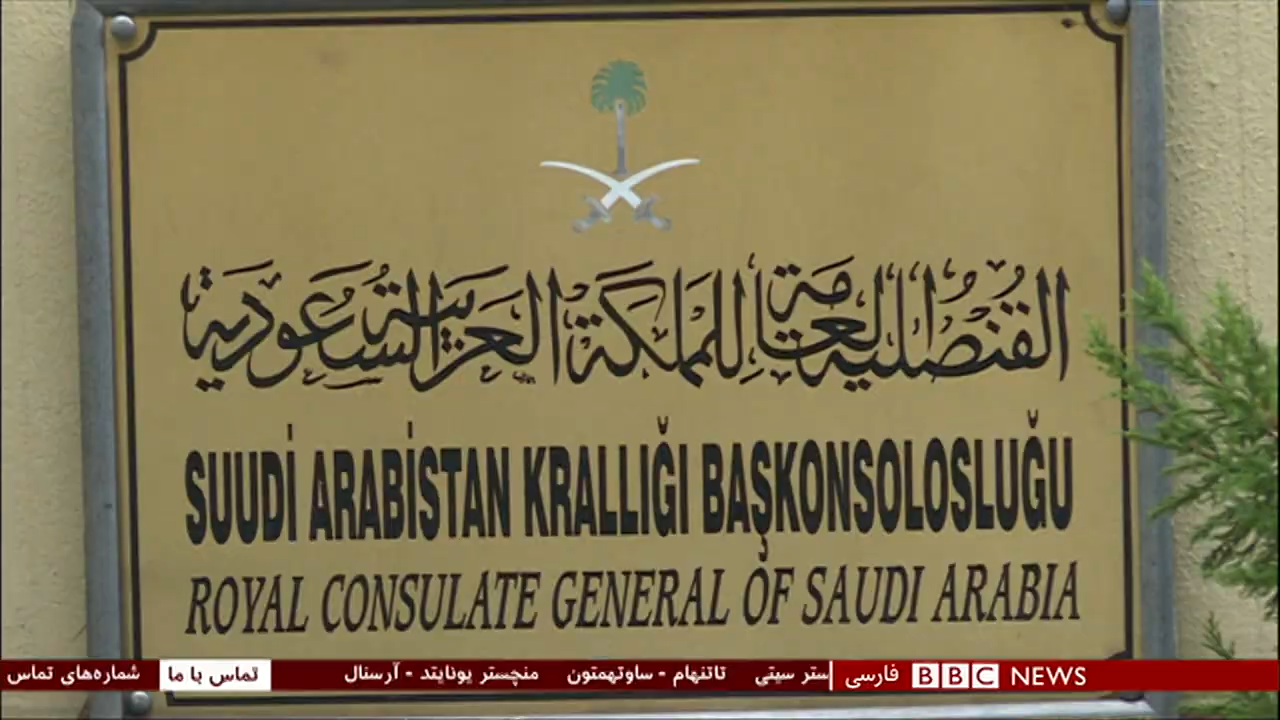 القنصلية العامة للمملكة العربية السعودية
SUUDİ ARABİSTAN KRALLIĞI BAŞKONSOLOSLUĞU
ROYAL CONSULATE GENERAL OF SAUDI ARABIA
BBC NEWS فارسی ستر سیتی تاتنهام - ساوتهمتون منچستر یونایتد - آرسنال تماس با ما شماره‌های تماس